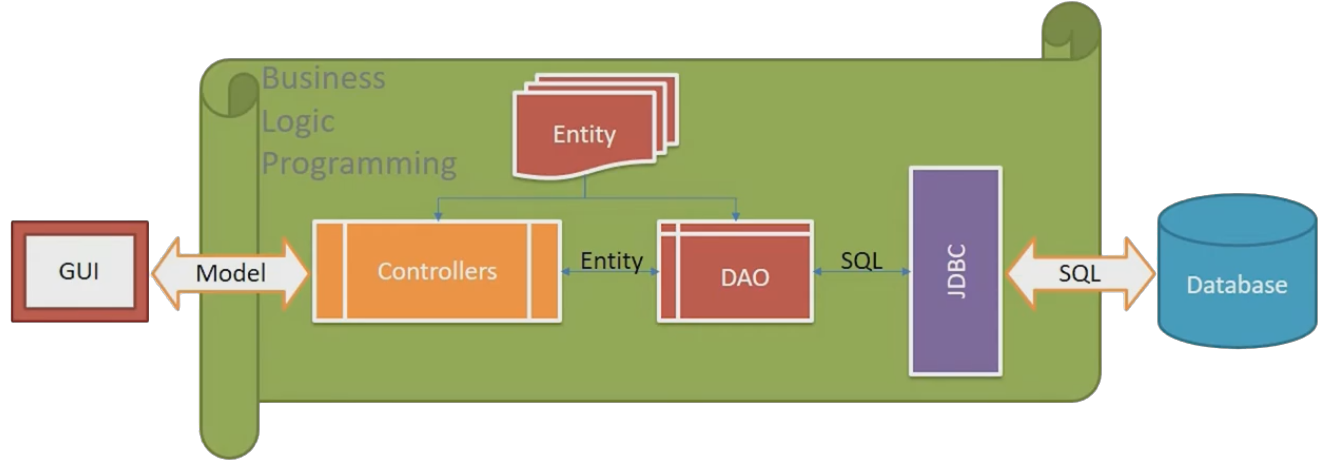 Business
Logic
Programming
Entity
GUI
Model
Controllers
Entity
DAO
SQL
JDBC
SQL
Database